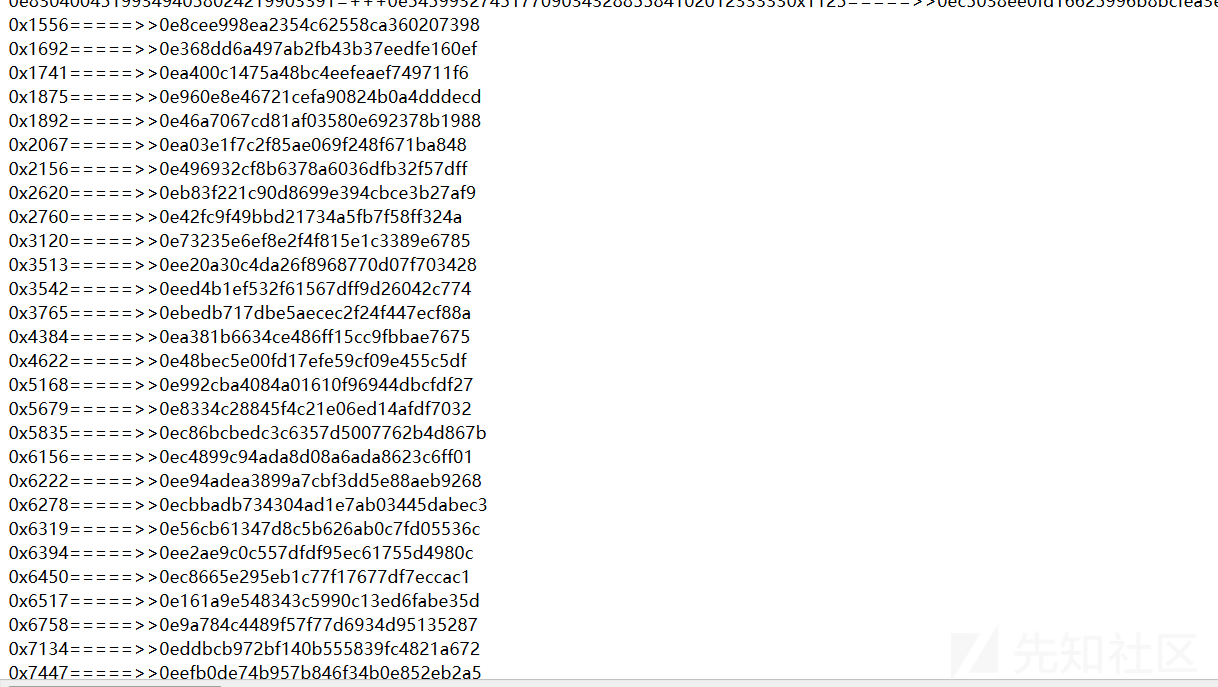 0x1556=====>>0e8cee998ea2354c62558ca360207398
0x1692=====>>0e368dd6a497ab2fb43b37eedfe160ef
0x1741=====>>0ea400c1475a48bc4eefeaef749711f6
0x1875=====>>0e960e8e46721cefa90824b0a4dddecd
0x1892=====>>0e46a7067cd81af03580e692378b1988
0x2067=====>>0ea03e1f7c2f85ae069f248f671ba848
0x2156=====>>0e496932cf8b6378a6036dfb32f57dff
0x2620=====>>0eb83f221c90d8699e394cbce3b27af9
0x2760=====>>0e42fc9f49bbd21734a5fb7f58ff324a
0x3120=====>>0e73235e6ef8e2f4f815e1c3389e6785
0x3513=====>>0ee20a30c4da26f8968770d07f703428
0x3542=====>>0eed4b1ef532f61567dff9d26042c774
0x3765=====>>0ebedb717dbe5aecec2f24f447ecf88a
0x4384=====>>0ea381b6634ce486ff15cc9fbbae7675
0x4622=====>>0e48bec5e00fd17efe59cf09e455c5df
0x5168=====>>0e992cba4084a01610f96944dbcfdf27
0x5679=====>>0e8334c28845f4c21e06ed14afdf7032
0x5835=====>>0ec86bcbedc3c6357d5007762b4d867b
0x6156=====>>0ec4899c94ada8d08a6ada8623c6ff01
0x6222=====>>0ee94adea3899a7cbf3dd5e88aeb9268
0x6278=====>>0ecbbadb734304ad1e7ab03445dabec3
0x6319=====>>0e56cb61347d8c5b626ab0c7fd05536c
0x6394=====>>0ee2ae9c0c557dfdf95ec61755d4980c
0x6450=====>>0ec8665e295eb1c77f17677df7eccac1
0x6517=====>>0e161a9e548343c5990c13ed6fabe35d
0x6758=====>>0e9a784c4489f57f77d6934d95135287
0x7134=====>>0eddbcb972bf140b555839fc4821a672
0x7447=====>>0eefb0de74b957b846f34b0e852eb2a5
先知社区